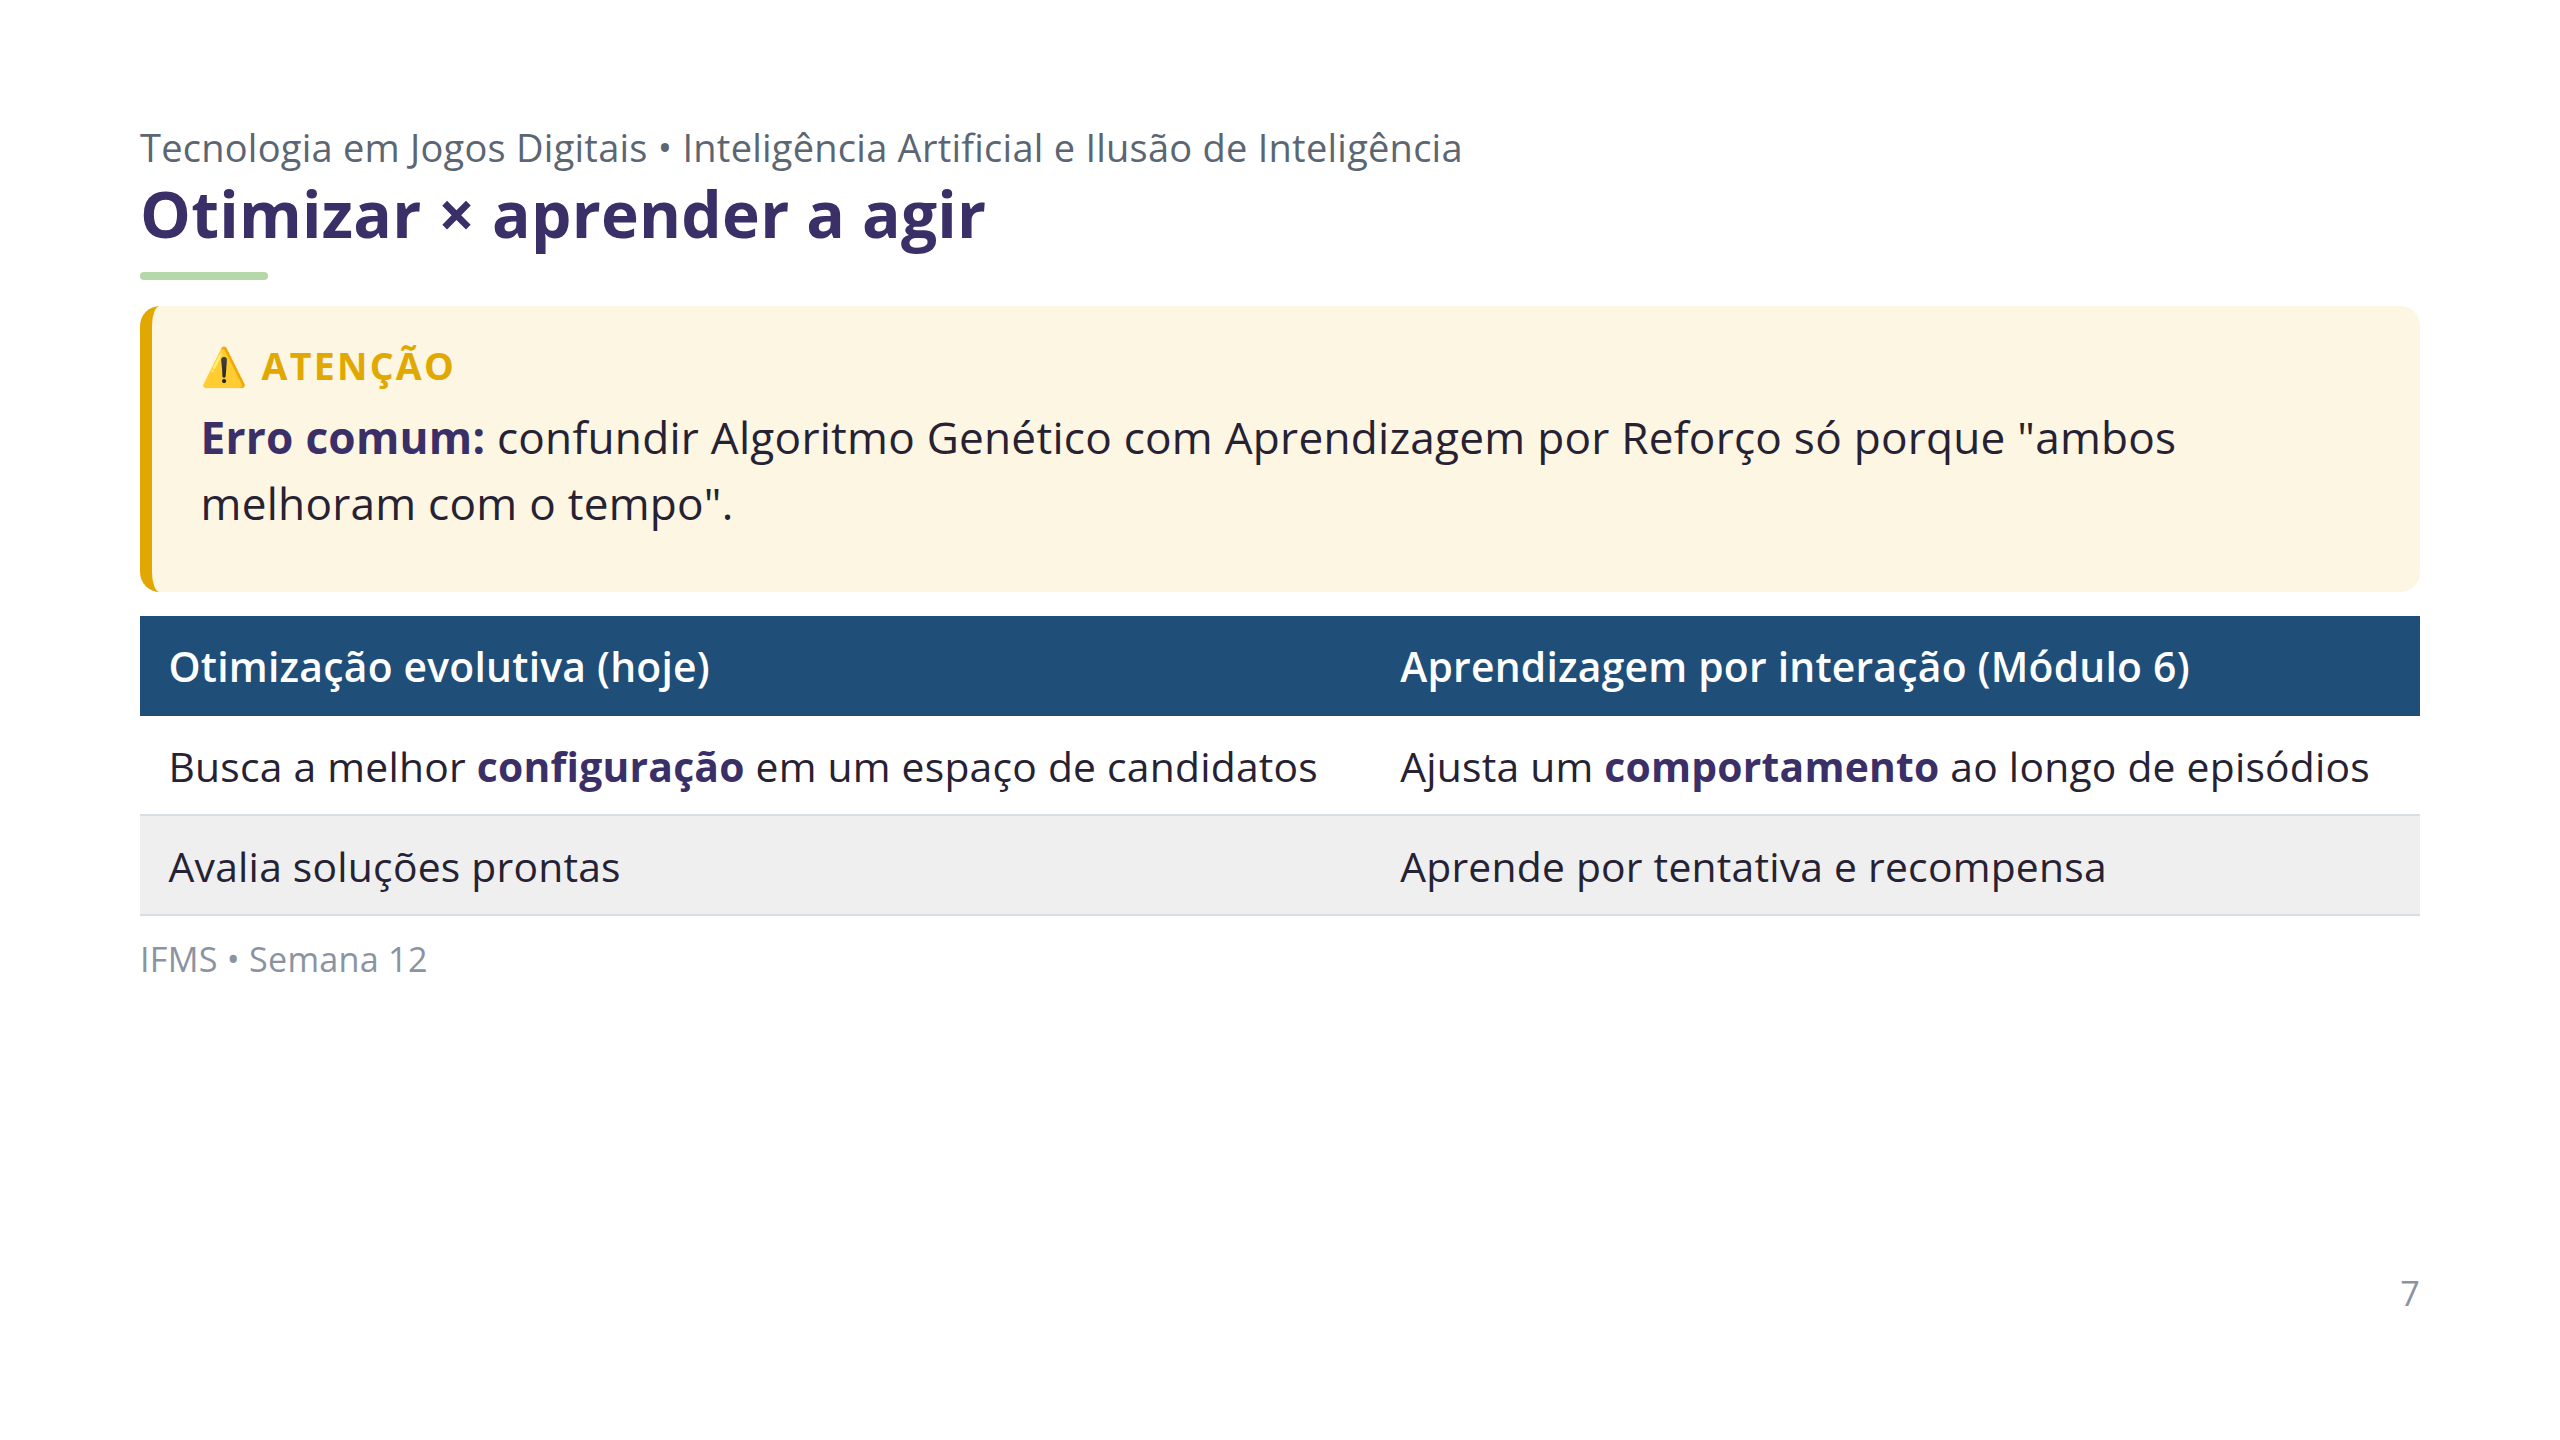 Tecnologia em Jogos Digitais • Inteligência Artificial e Ilusão de Inteligência
Otimizar × aprender a agir
⚠️ ATENÇÃO
Erro comum: confundir Algoritmo Genético com Aprendizagem por Reforço só porque "ambos
melhoram com o tempo".
Otimização evolutiva (hoje) Aprendizagem por interação (Módulo 6)
Busca a melhor configuração em um espaço de candidatos Ajusta um comportamento ao longo de episódios
Avalia soluções prontas Aprende por tentativa e recompensa
IFMS • Semana 12
7